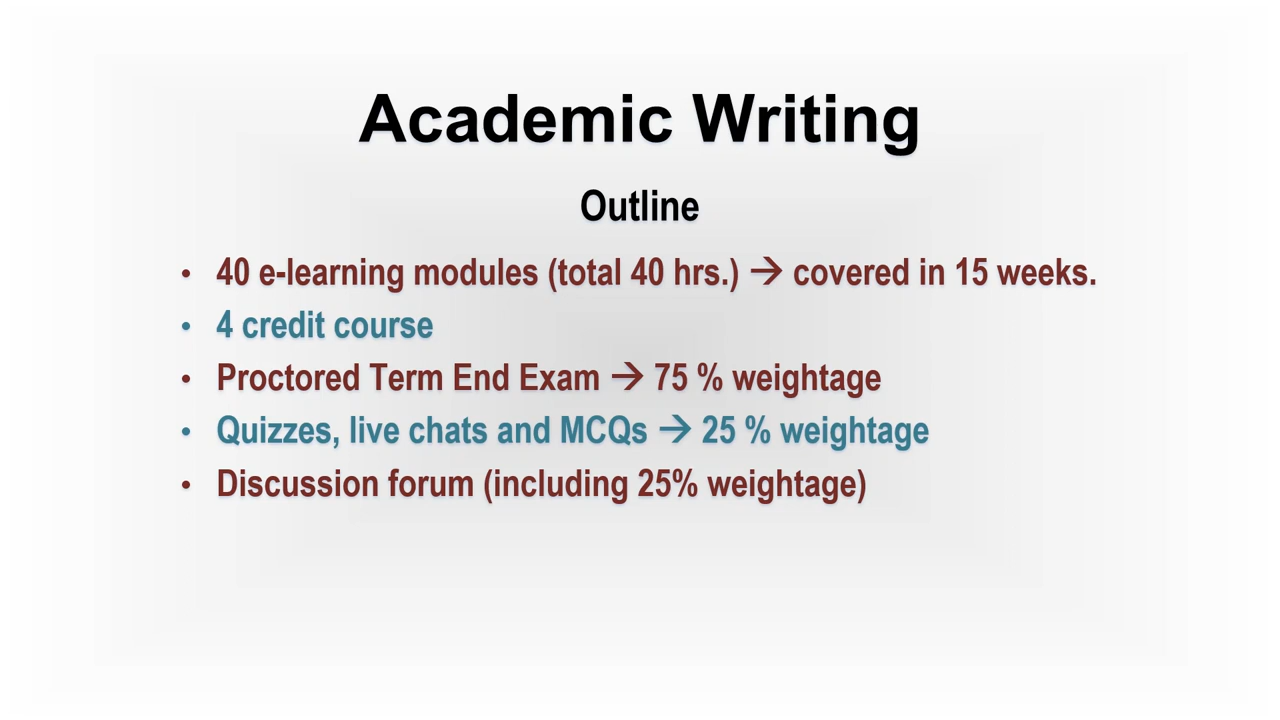 Academic Writing
Outline
• 40 e-learning modules (total 40 hrs.) → covered in 15 weeks.
• 4 credit course
• Proctored Term End Exam → 75 % weightage
• Quizzes, live chats and MCQs → 25 % weightage
• Discussion forum (including 25% weightage)